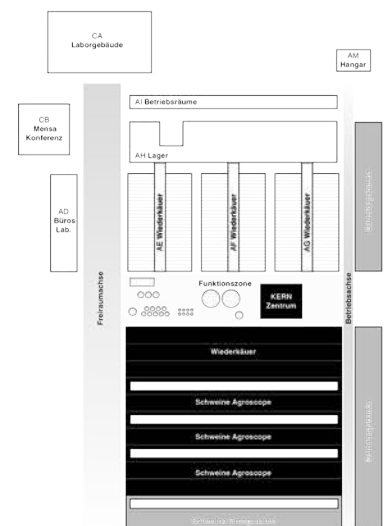 CA
Laborgebäude
AM
Hangar
AI Betriebsräume
CB
Mensa
Konferenz
AH Lager
AD
Büros
Lab.
AE Wiederkäuer
AF Wiederkäuer
AG Wiederkäuer
Freiraumachse
Betriebsachse
Funktionszone
KERN
Zentrum
Wiederkäuer
Schweine Agroscope
Schweine Agroscope
Schweine Agroscope